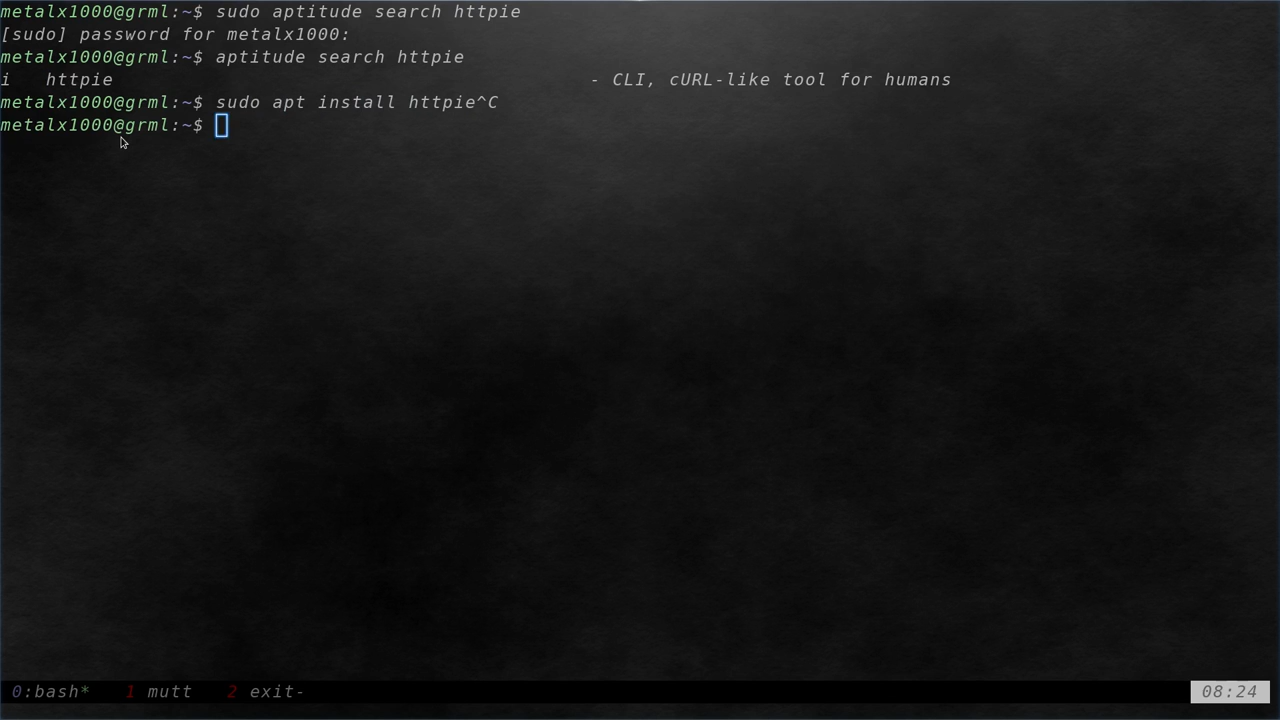 metalx1000@grml:~$ sudo aptitude search httpie
[sudo] password for metalx1000:
metalx1000@grml:~$ aptitude search httpie
i   httpie                                          - CLI, cURL-like tool for humans
metalx1000@grml:~$ sudo apt install httpie^C
metalx1000@grml:~$
0:bash*   1 mutt   2 exit-   08:24